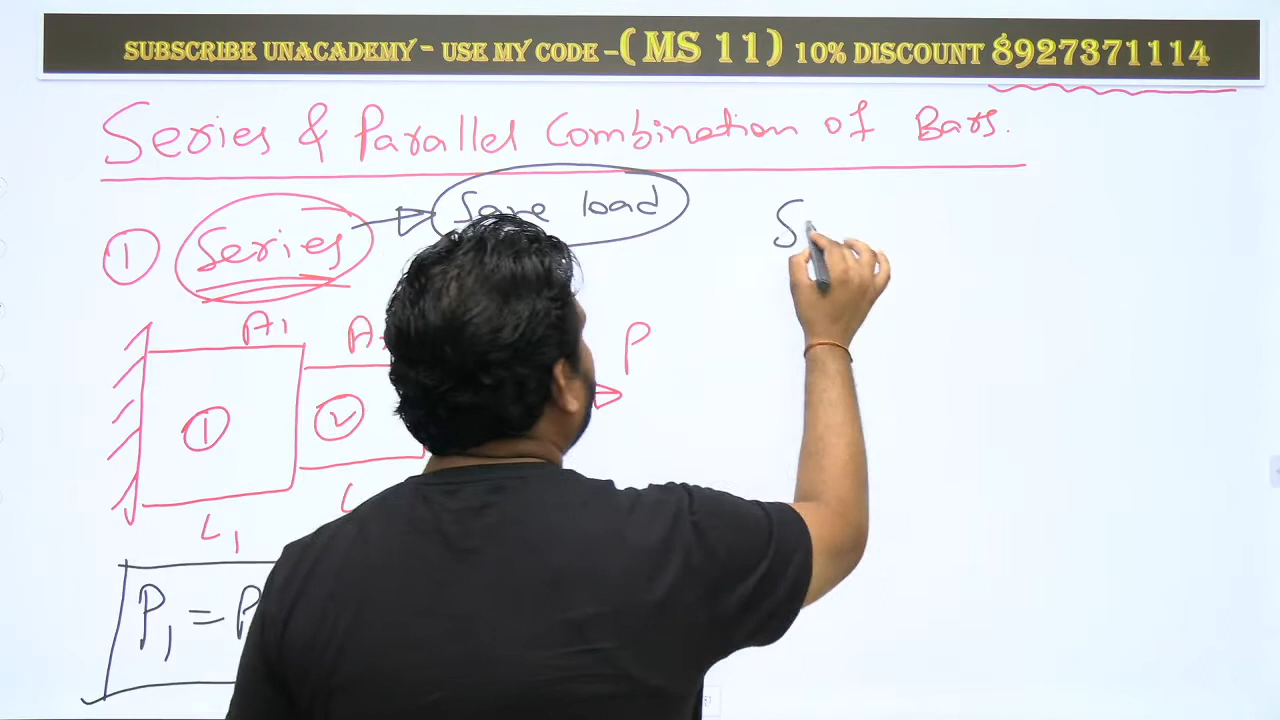 SUBSCRIBE UNACADEMY - USE MY CODE -( MS 11) 10% DISCOUNT 8927371114
Series & Parallel Combination of Bars.
① Series → Same load S
A1 A
P
① ②
L1 L
P1 = P